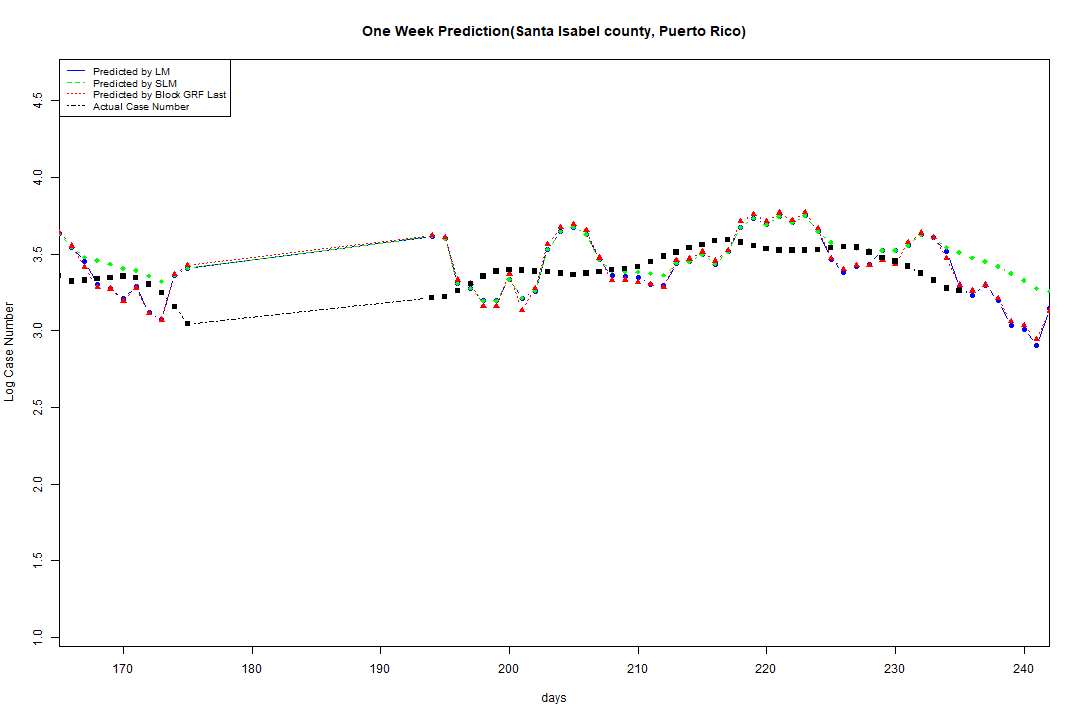 One Week Prediction(Santa Isabel county, Puerto Rico)
Predicted by LM
Predicted by SLM
Predicted by Block GRF Last
Actual Case Number
4.5
4.0
3.5
3.0
2.5
2.0
1.5
1.0
Log Case Number
170 180 190 200 210 220 230 240
days